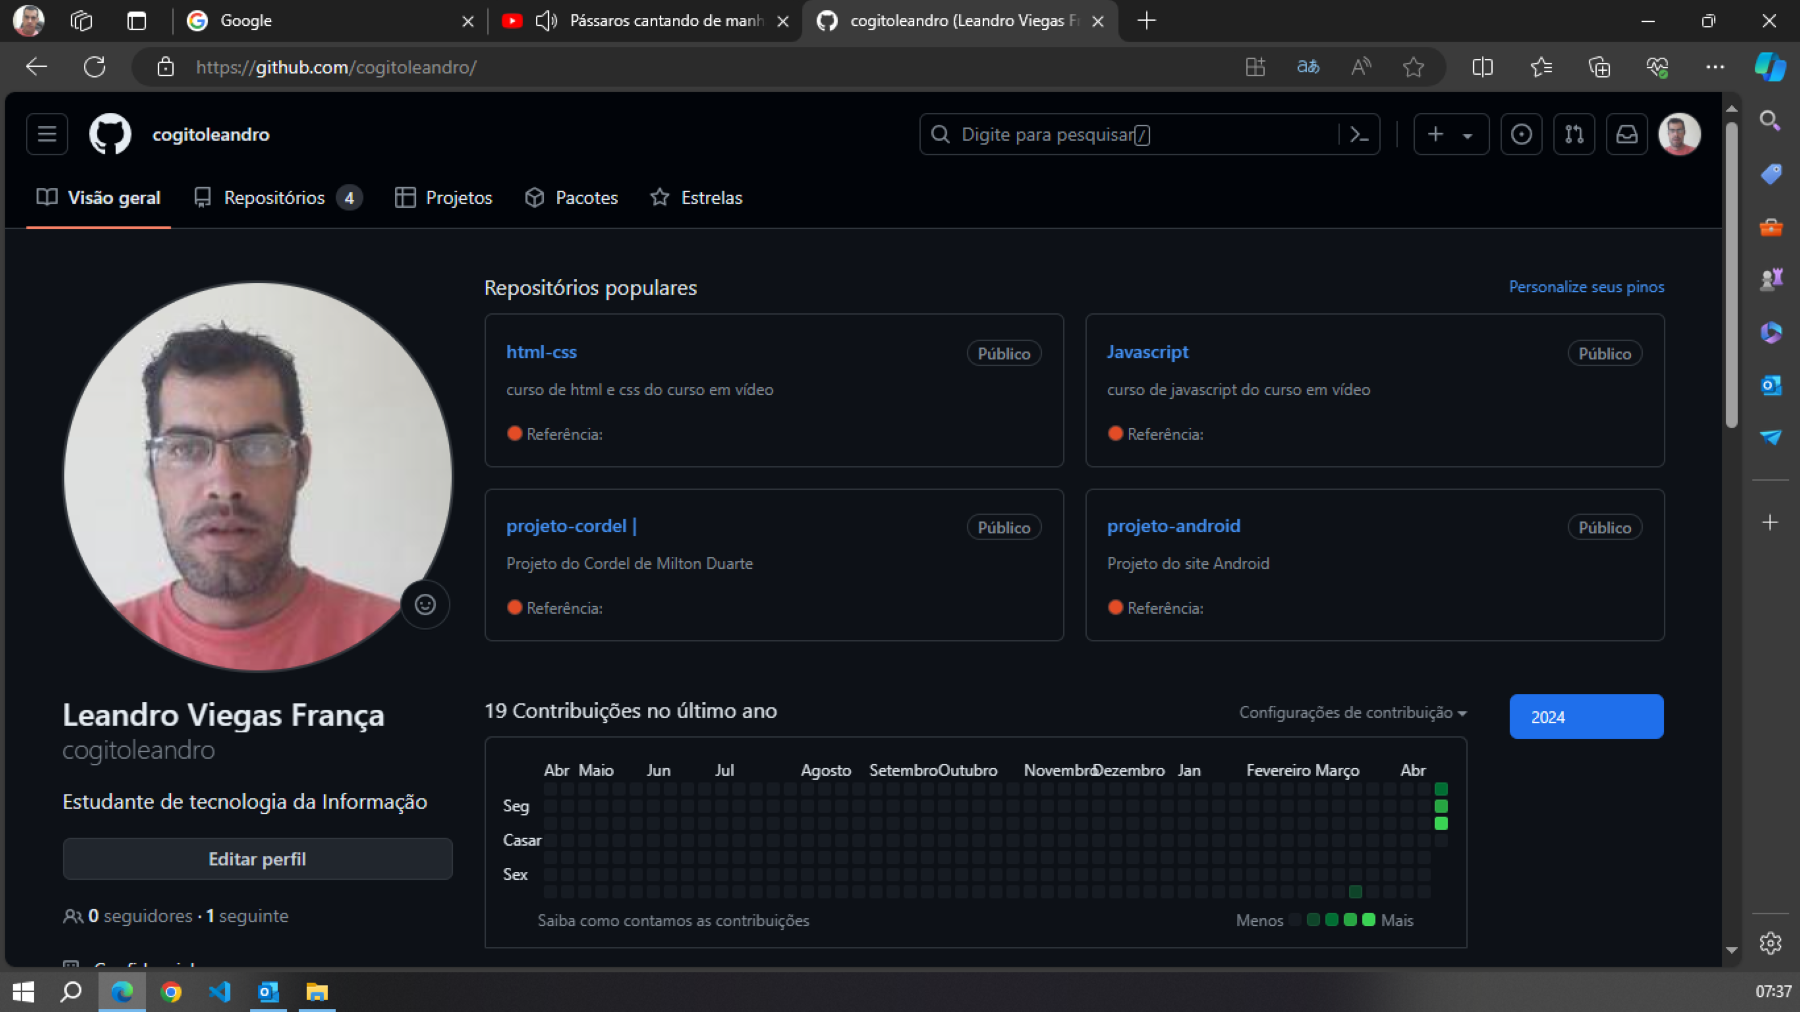 Google
Pássaros cantando de manh
cogitoleandro (Leandro Viegas Fr
https://github.com/cogitoleandro/
cogitoleandro
Digite para pesquisar /
Visão geral
Repositórios 4
Projetos
Pacotes
Estrelas
Repositórios populares
Personalize seus pinos
html-css
Público
curso de html e css do curso em vídeo
Referência:
Javascript
Público
curso de javascript do curso em vídeo
Referência:
projeto-cordel |
Público
Projeto do Cordel de Milton Duarte
Referência:
projeto-android
Público
Projeto do site Android
Referência:
Leandro Viegas França
cogitoleandro
Estudante de tecnologia da Informação
Editar perfil
0 seguidores · 1 seguinte
19 Contribuições no último ano
Configurações de contribuição
2024
Abr Maio Jun Jul Agosto Setembro Outubro Novembro Dezembro Jan Fevereiro Março Abr
Seg
Casar
Sex
Saiba como contamos as contribuições
Menos Mais
07:37